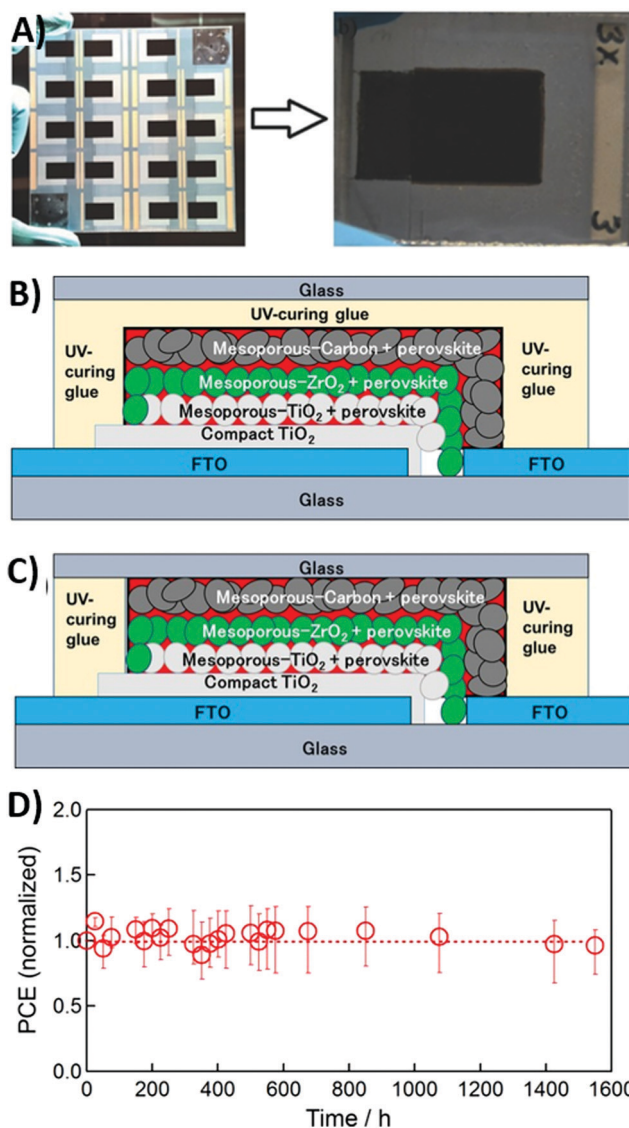 A)
b)
3x
3
B)
Glass
UV-curing glue
UV-
curing
glue
Mesoporous-Carbon + perovskite
UV-
curing
glue
Mesoporous-ZrO₂ + perovskite
Mesoporous-TiO₂ + perovskite
Compact TiO₂
FTO
FTO
Glass
C)
Glass
UV-
curing
glue
Mesoporous-Carbon + perovskite
UV-
curing
glue
Mesoporous-ZrO₂ + perovskite
Mesoporous-TiO₂ + perovskite
Compact TiO₂
FTO
FTO
Glass
D)
2.0
1.5
1.0
0.5
0.0
PCE (normalized)
0 200 400 600 800 1000 1200 1400 1600
Time / h